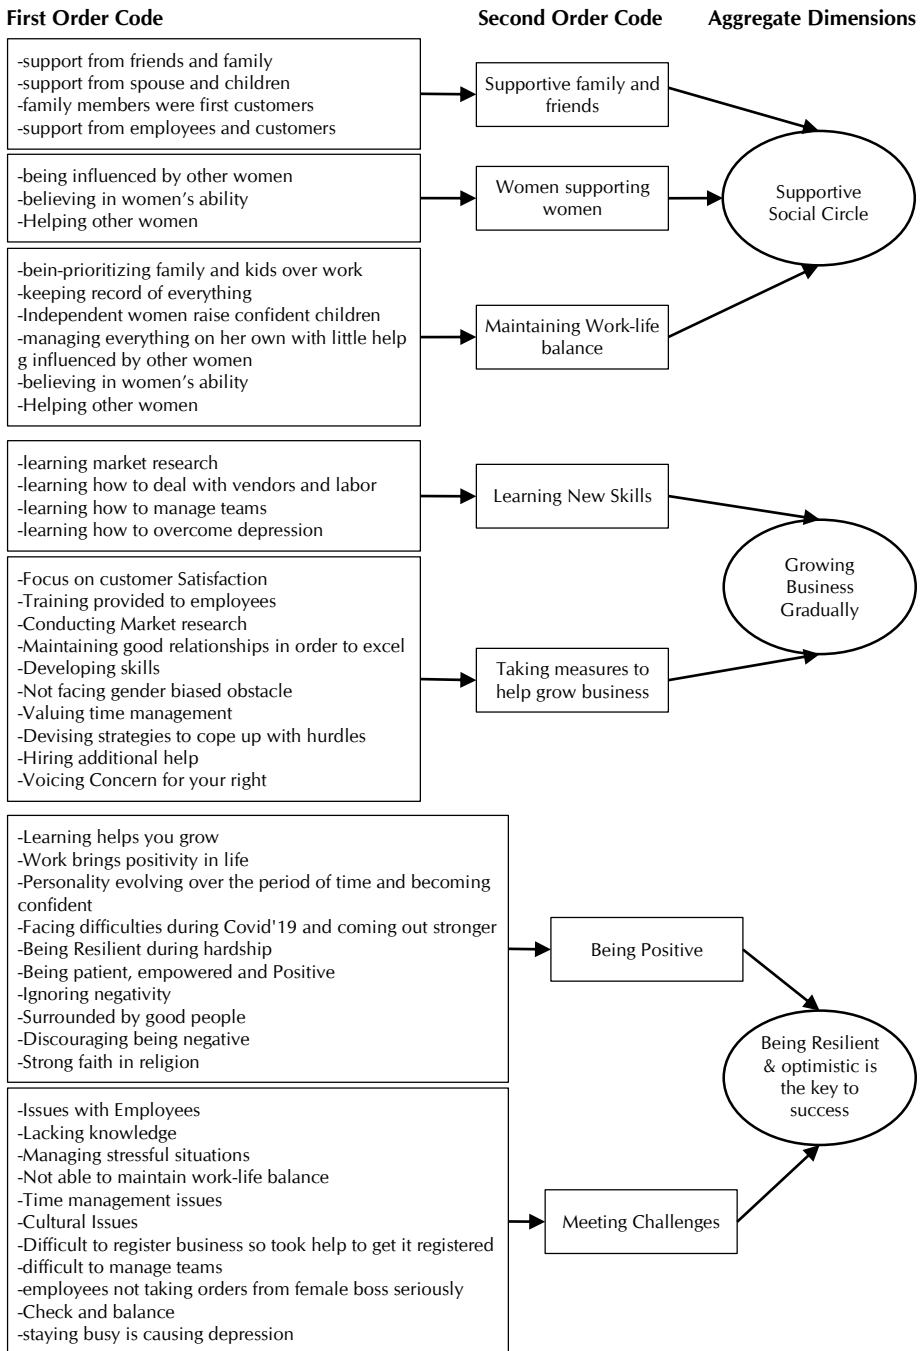 First Order Code
Second Order Code
Aggregate Dimensions
-support from friends and family
-support from spouse and children
-family members were first customers
-support from employees and customers
Supportive family and
friends
-being influenced by other women
-believing in women’s ability
-Helping other women
Women supporting
women
Supportive
Social Circle
-bein-prioritizing family and kids over work
-keeping record of everything
-Independent women raise confident children
-managing everything on her own with little help
g influenced by other women
-believing in women’s ability
-Helping other women
Maintaining Work-life
balance
-learning market research
-learning how to deal with vendors and labor
-learning how to manage teams
-learning how to overcome depression
Learning New Skills
Growing
Business
Gradually
-Focus on customer Satisfaction
-Training provided to employees
-Conducting Market research
-Maintaining good relationships in order to excel
-Developing skills
-Not facing gender biased obstacle
-Valuing time management
-Devising strategies to cope up with hurdles
-Hiring additional help
-Voicing Concern for your right
Taking measures to
help grow business
-Learning helps you grow
-Work brings positivity in life
-Personality evolving over the period of time and becoming
confident
-Facing difficulties during Covid'19 and coming out stronger
-Being Resilient during hardship
-Being patient, empowered and Positive
-Ignoring negativity
-Surrounded by good people
-Discouraging being negative
-Strong faith in religion
Being Positive
Being Resilient
& optimistic is
the key to
success
-Issues with Employees
-Lacking knowledge
-Managing stressful situations
-Not able to maintain work-life balance
-Time management issues
-Cultural Issues
-Difficult to register business so took help to get it registered
-difficult to manage teams
-employees not taking orders from female boss seriously
-Check and balance
-staying busy is causing depression
Meeting Challenges